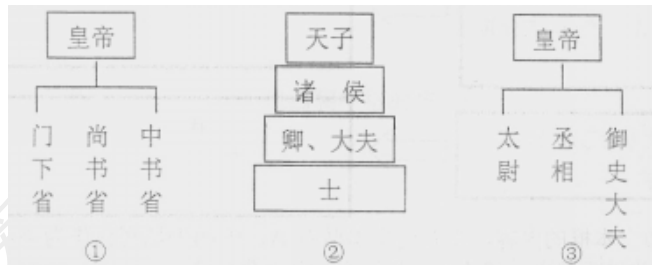 皇帝
门下省
尚书省
中书省
①
天子
诸 侯
卿、大夫
士
②
皇帝
太尉
丞相
御史大夫
③